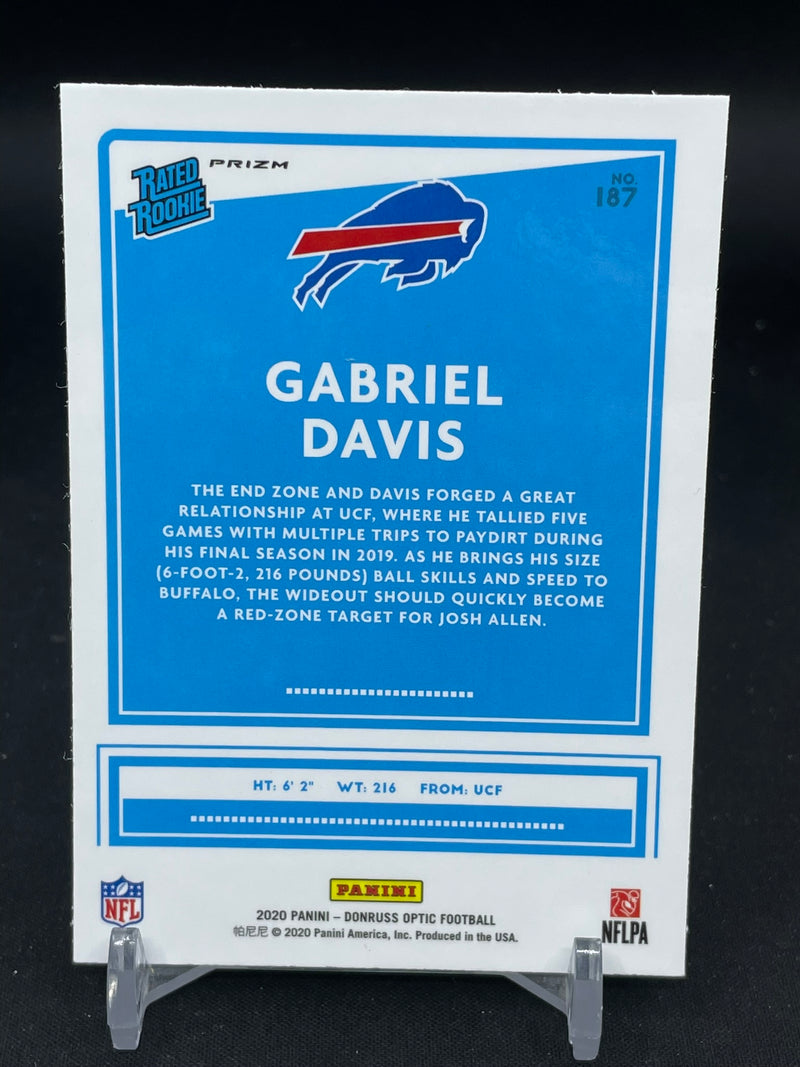 RATED
ROOKIE
PRIZM
NO.
187
GABRIEL
DAVIS
THE END ZONE AND DAVIS FORGED A GREAT
RELATIONSHIP AT UCF, WHERE HE TALLIED FIVE
GAMES WITH MULTIPLE TRIPS TO PAYDIRT DURING
HIS FINAL SEASON IN 2019. AS HE BRINGS HIS SIZE
(6-FOOT-2, 216 POUNDS) BALL SKILLS AND SPEED TO
BUFFALO, THE WIDEOUT SHOULD QUICKLY BECOME
A RED-ZONE TARGET FOR JOSH ALLEN.
HT: 6' 2" WT: 216 FROM: UCF
NFL
PANINI
2020 PANINI – DONRUSS OPTIC FOOTBALL
帕尼尼 © 2020 Panini America, Inc. Produced in the USA.
NFLPA